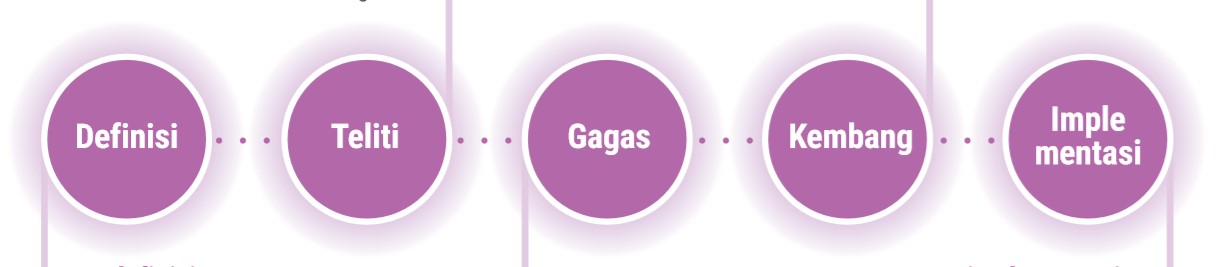 Definisi
Teliti
Gagas
Kembang
Imple
mentasi